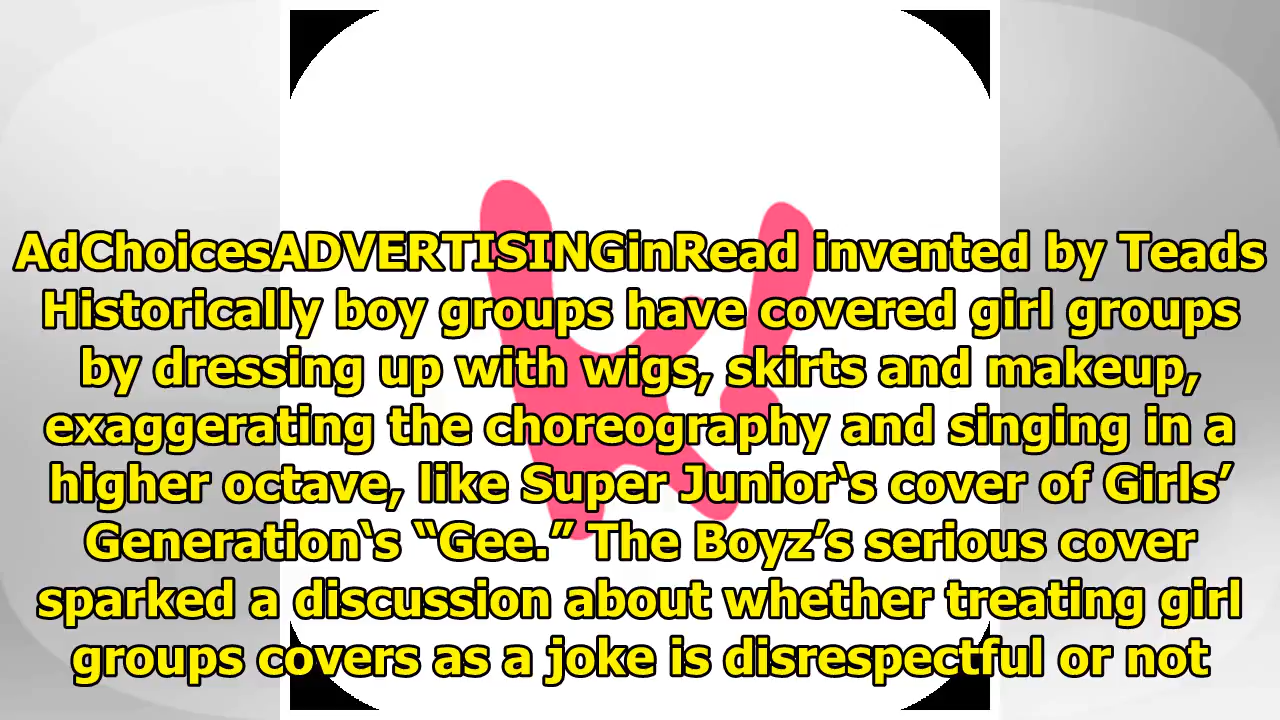 AdChoicesADVERTISINGinRead invented by Teads
Historically boy groups have covered girl groups
by dressing up with wigs, skirts and makeup,
exaggerating the choreography and singing in a
higher octave, like Super Junior‘s cover of Girls’
Generation‘s “Gee.” The Boyz’s serious cover
sparked a discussion about whether treating girl
groups covers as a joke is disrespectful or not